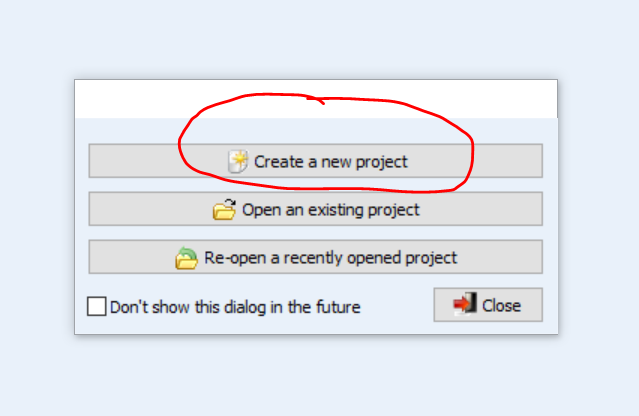 Create a new project
Open an existing project
Re-open a recently opened project
Don't show this dialog in the future
Close